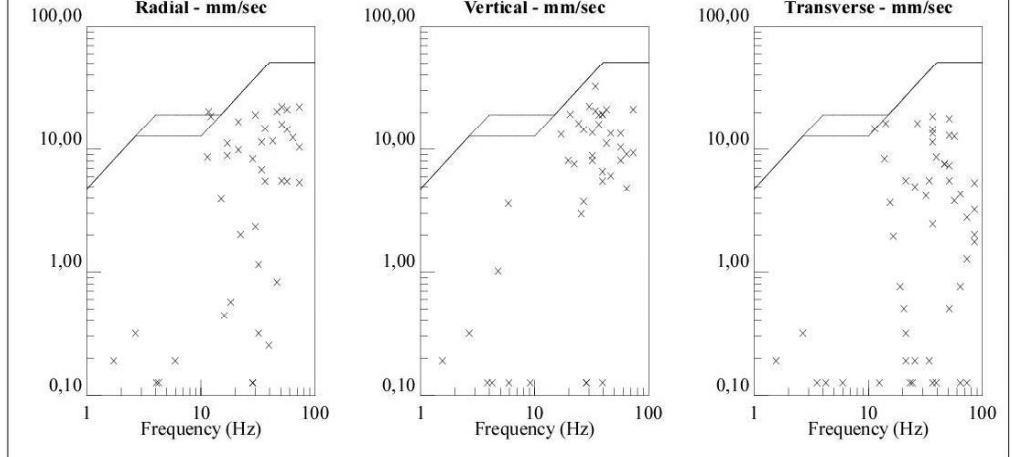 Radial - mm/sec
100,00
10,00
1,00
0,10
1 10 100
Frequency (Hz)
Vertical - mm/sec
100,00
10,00
1,00
0,10
1 10 100
Frequency (Hz)
Transverse - mm/sec
100,00
10,00
1,00
0,10
1 10 100
Frequency (Hz)